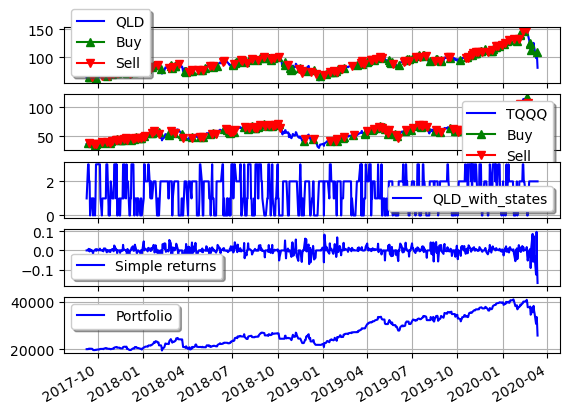 150
100
QLD
Buy
Sell
100
50
TQQQ
Buy
Sell
2
0
QLD_with_states
0.1
0.0
−0.1
Simple returns
40000
20000
Portfolio
2017-10
2018-01
2018-04
2018-07
2018-10
2019-01
2019-04
2019-07
2019-10
2020-01
2020-04